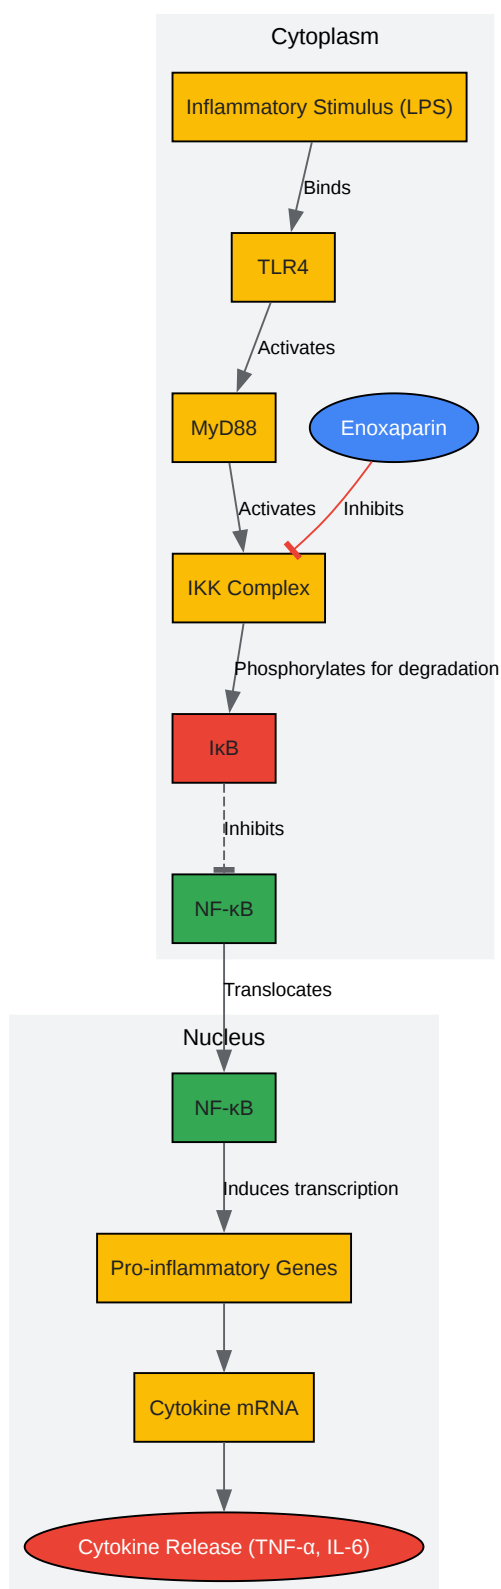 Cytoplasm
Inflammatory Stimulus (LPS)
Binds
TLR4
Activates
MyD88
Enoxaparin
Activates
Inhibits
IKK Complex
Phosphorylates for degradation
IκB
Inhibits
NF-κB
Translocates
Nucleus
NF-κB
Induces transcription
Pro-inflammatory Genes
Cytokine mRNA
Cytokine Release (TNF-α, IL-6)